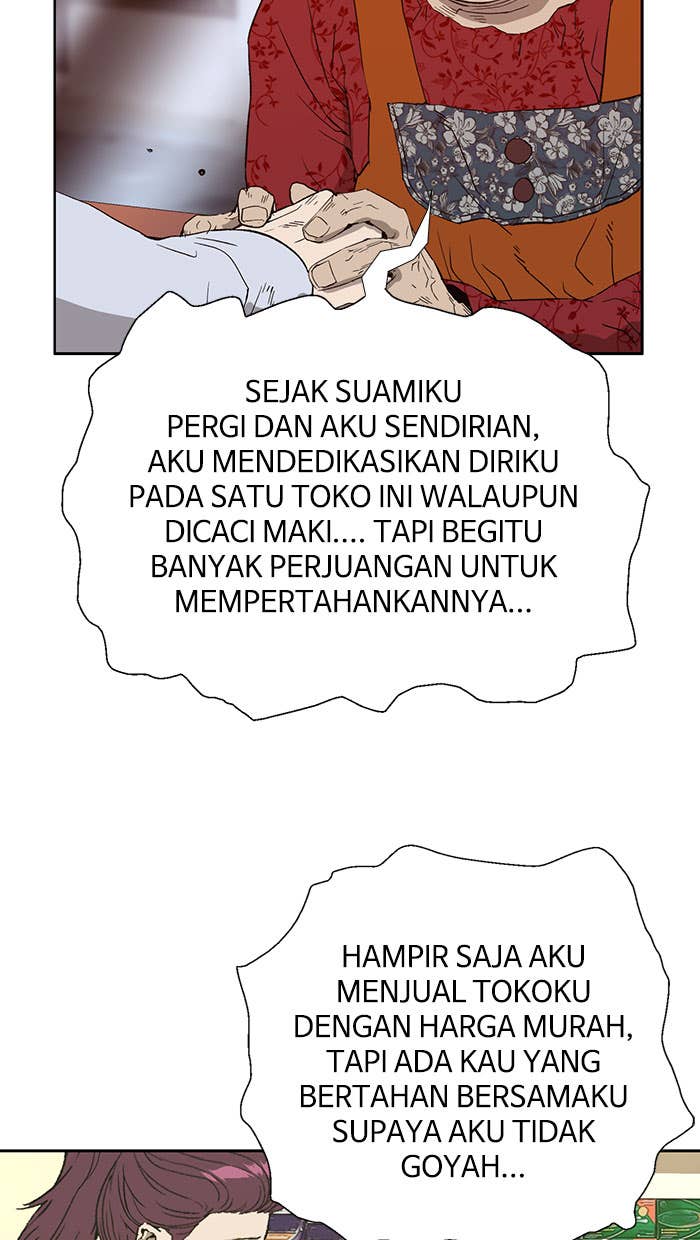 SEJAK SUAMIKU
PERGI DAN AKU SENDIRIAN,
AKU MENDEDIKASIKAN DIRIKU
PADA SATU TOKO INI WALAUPUN
DICACI MAKI.... TAPI BEGITU
BANYAK PERJUANGAN UNTUK
MEMPERTAHANKANNYA...
HAMPIR SAJA AKU
MENJUAL TOKOKU
DENGAN HARGA MURAH,
TAPI ADA KAU YANG
BERTAHAN BERSAMAKU
SUPAYA AKU TIDAK
GOYAH...